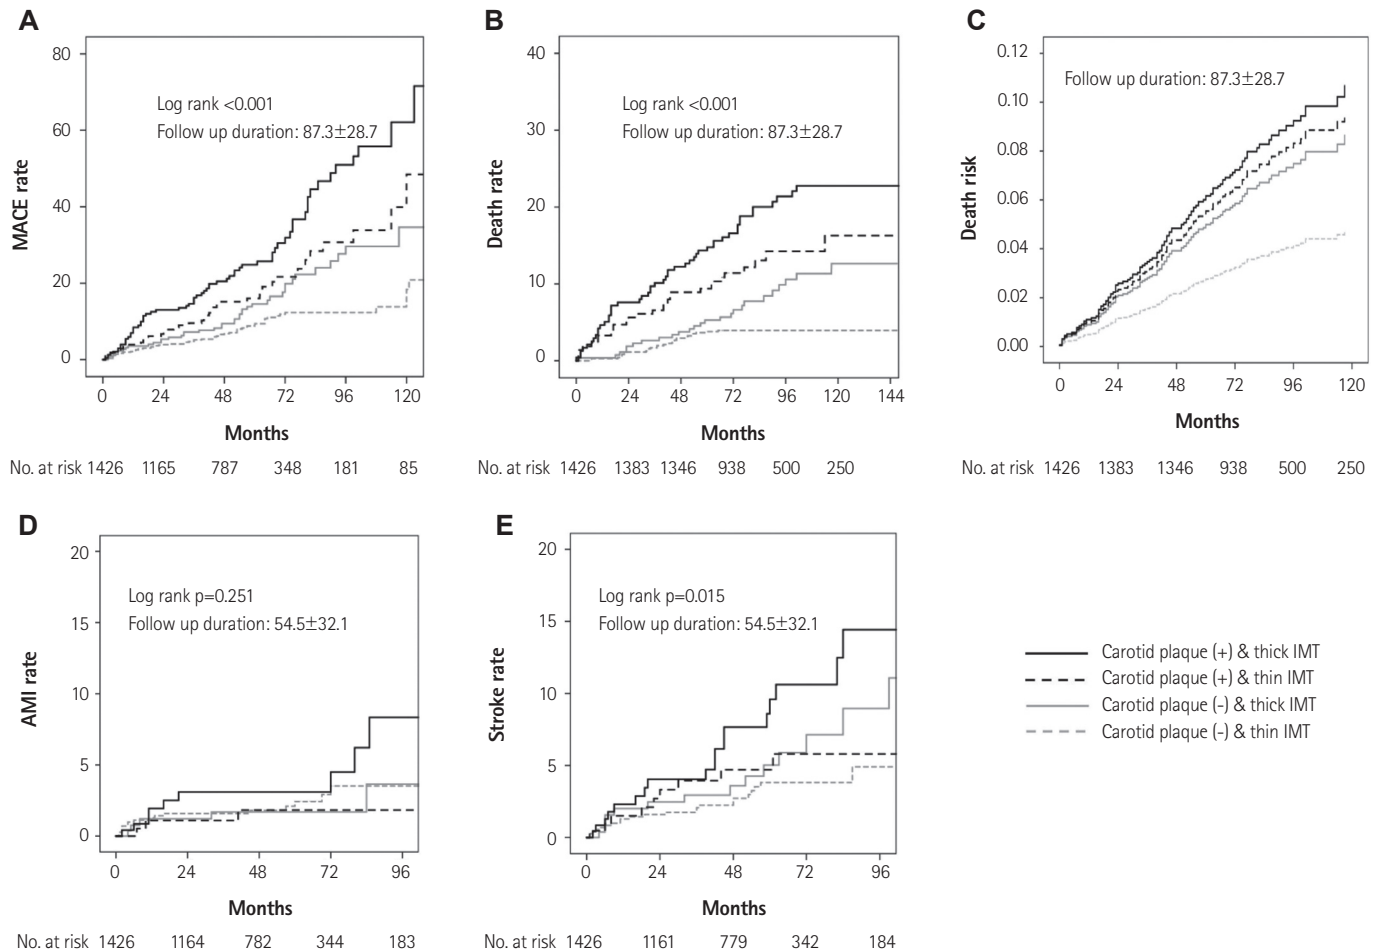 A
MACE rate
80
60
40
20
0
Log rank <0.001
Follow up duration: 87.3±28.7
0 24 48 72 96 120
Months
No. at risk 1426 1165 787 348 181 85
B
Death rate
40
30
20
10
0
Log rank <0.001
Follow up duration: 87.3±28.7
0 24 48 72 96 120 144
Months
No. at risk 1426 1383 1346 938 500 250
C
Death risk
0.12
0.10
0.08
0.06
0.04
0.02
0.00
Follow up duration: 87.3±28.7
0 24 48 72 96 120
Months
No. at risk 1426 1383 1346 938 500 250
D
AMI rate
20
15
10
5
0
Log rank p=0.251
Follow up duration: 54.5±32.1
0 24 48 72 96
Months
No. at risk 1426 1164 782 344 183
E
Stroke rate
20
15
10
5
0
Log rank p=0.015
Follow up duration: 54.5±32.1
0 24 48 72 96
Months
No. at risk 1426 1161 779 342 184
Carotid plaque (+) & thick IMT
Carotid plaque (+) & thin IMT
Carotid plaque (-) & thick IMT
Carotid plaque (-) & thin IMT